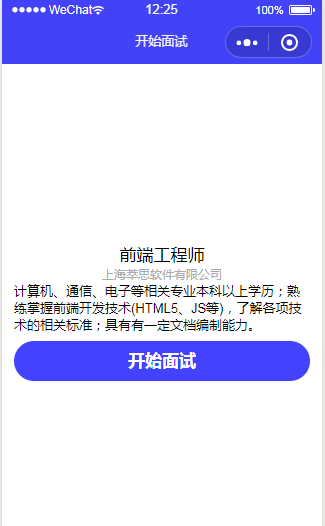 WeChat 12:25 100%
开始面试
前端工程师
上海萃思软件有限公司
计算机、通信、电子等相关专业本科以上学历；熟
练掌握前端开发技术(HTML5、JS等)，了解各项技
术的相关标准；具有有一定文档编制能力。
开始面试